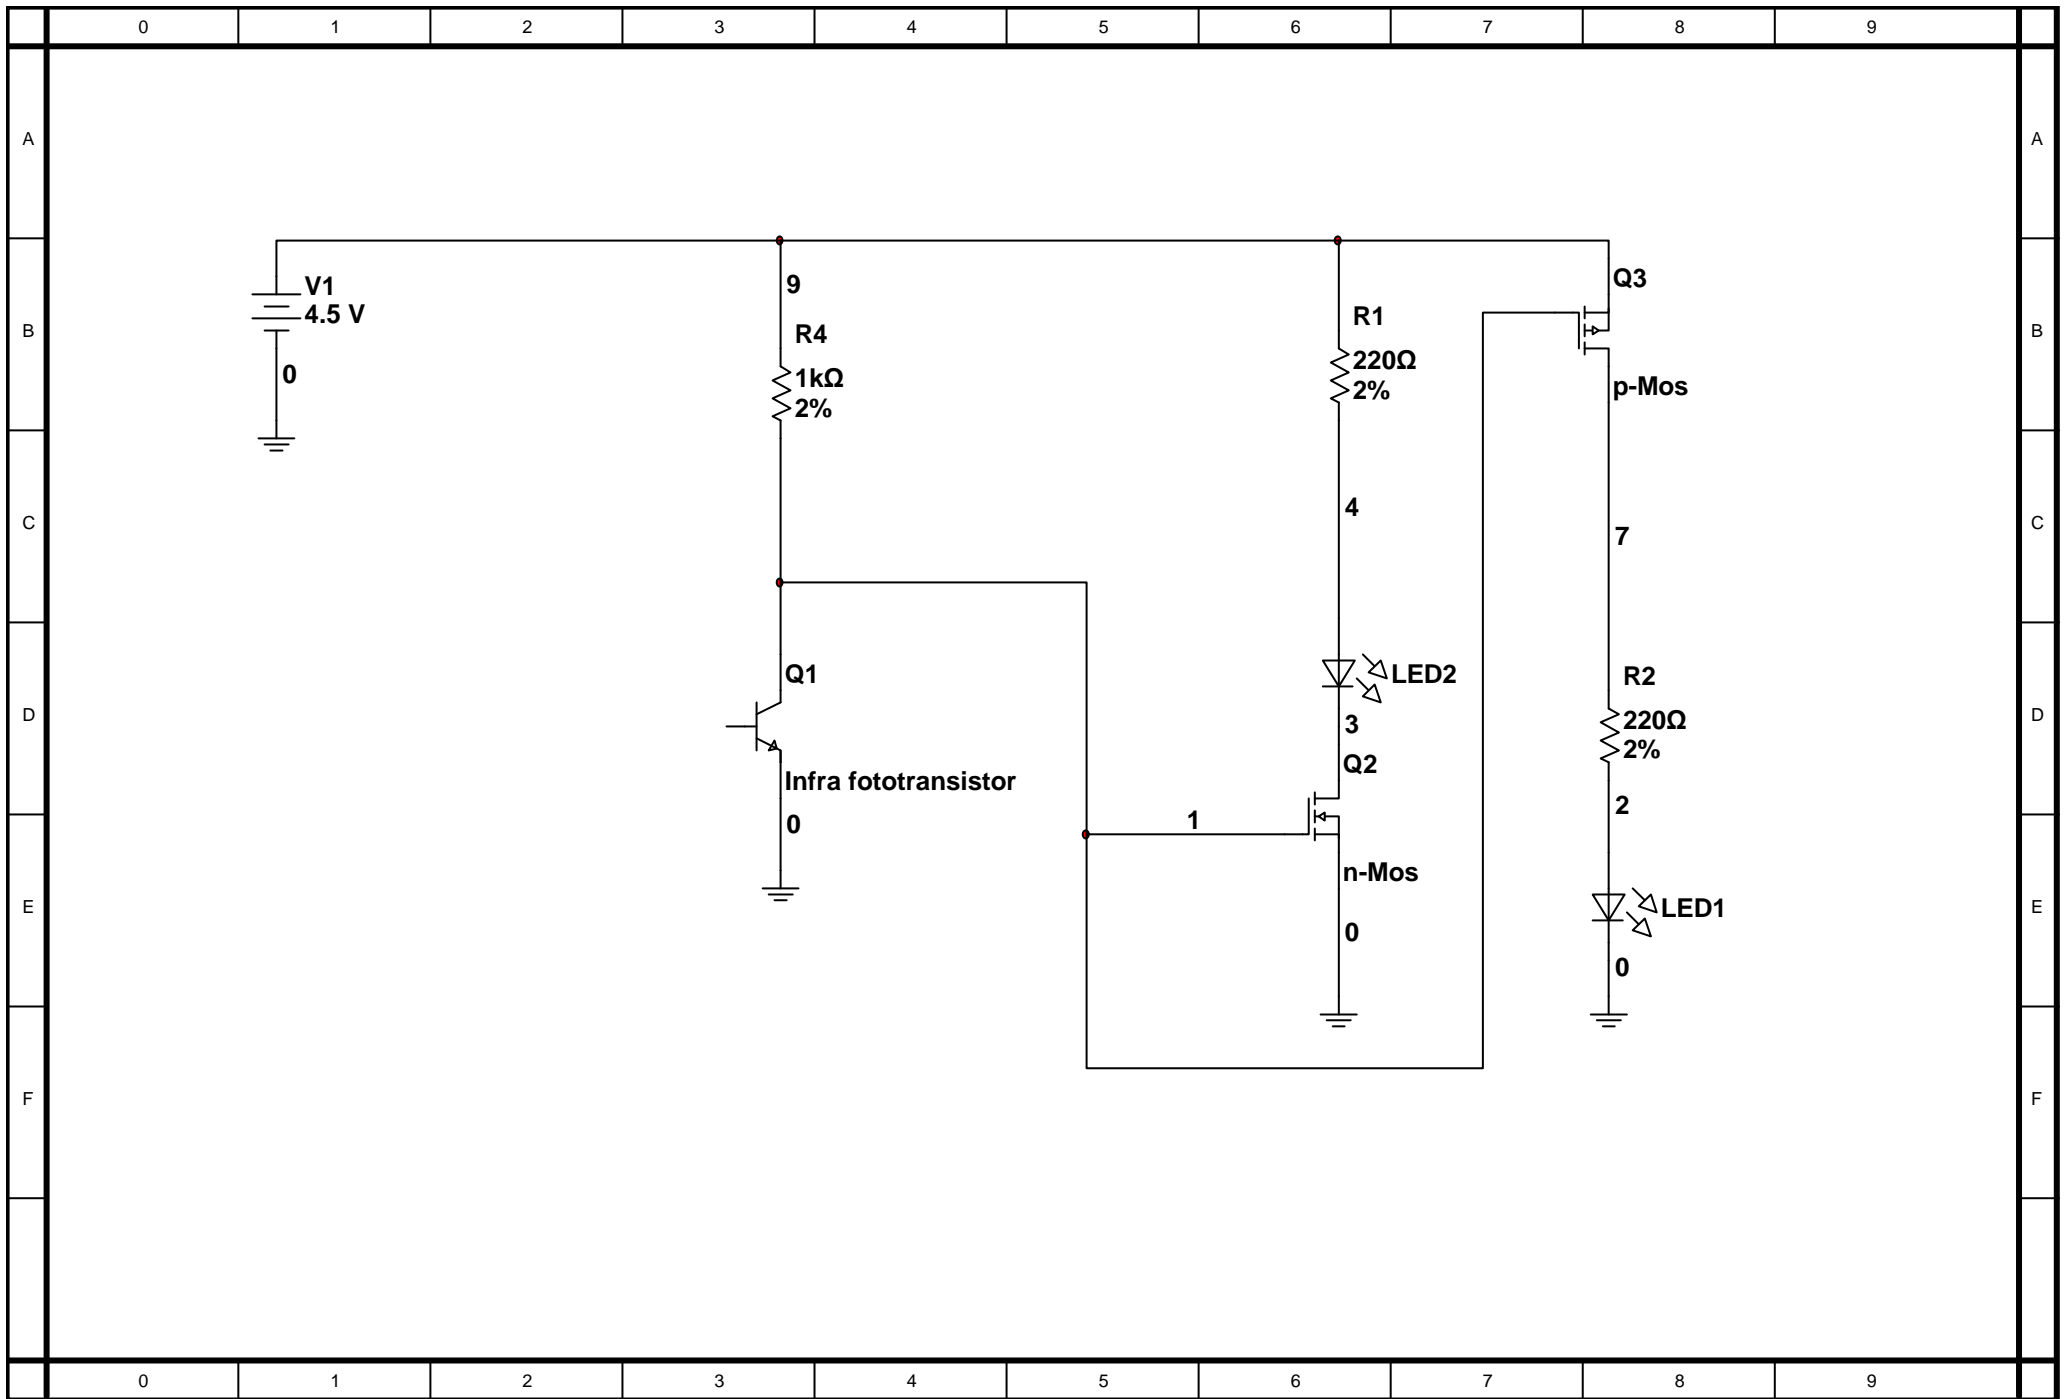 0 1 2 3 4 5 6 7 8 9
A A
V1
4.5 V
0
9
R4
1kΩ
2%
R1
220Ω
2%
Q3
p-Mos
B B
4
7
C C
Q1
Infra fototransistor
0
LED2
3
Q2
R2
220Ω
2%
2
D D
1
n-Mos
0
LED1
0
E E
F F
0 1 2 3 4 5 6 7 8 9